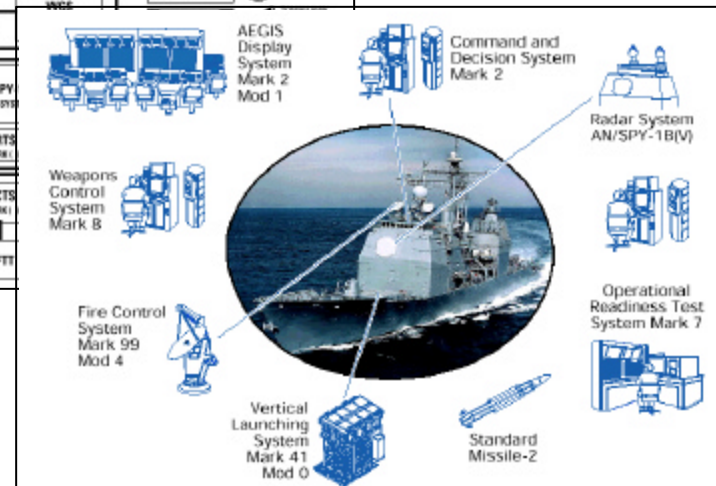 WCS
AEGIS
Display
System
Mark 2
Mod 1
Command and
Decision System
Mark 2
Radar System
AN/SPY-1B(V)
Weapons
Control
System
Mark 8
Operational
Readiness Test
System Mark 7
Fire Control
System
Mark 99
Mod 4
Vertical
Launching
System
Mark 41
Mod 0
Standard
Missile-2